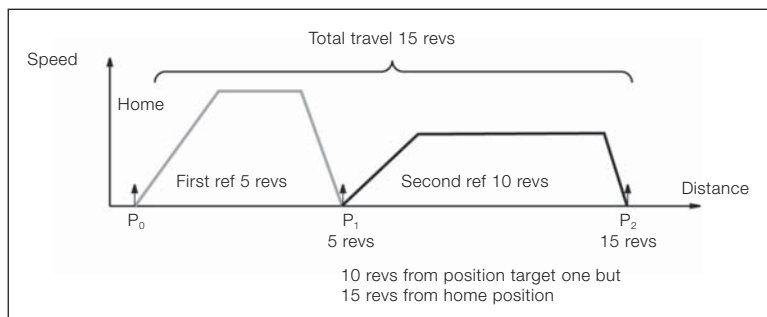 Total travel 15 revs
Speed
Home
First ref 5 revs
Second ref 10 revs
Distance
P₀
P₁
P₂
5 revs
15 revs
10 revs from position target one but
15 revs from home position